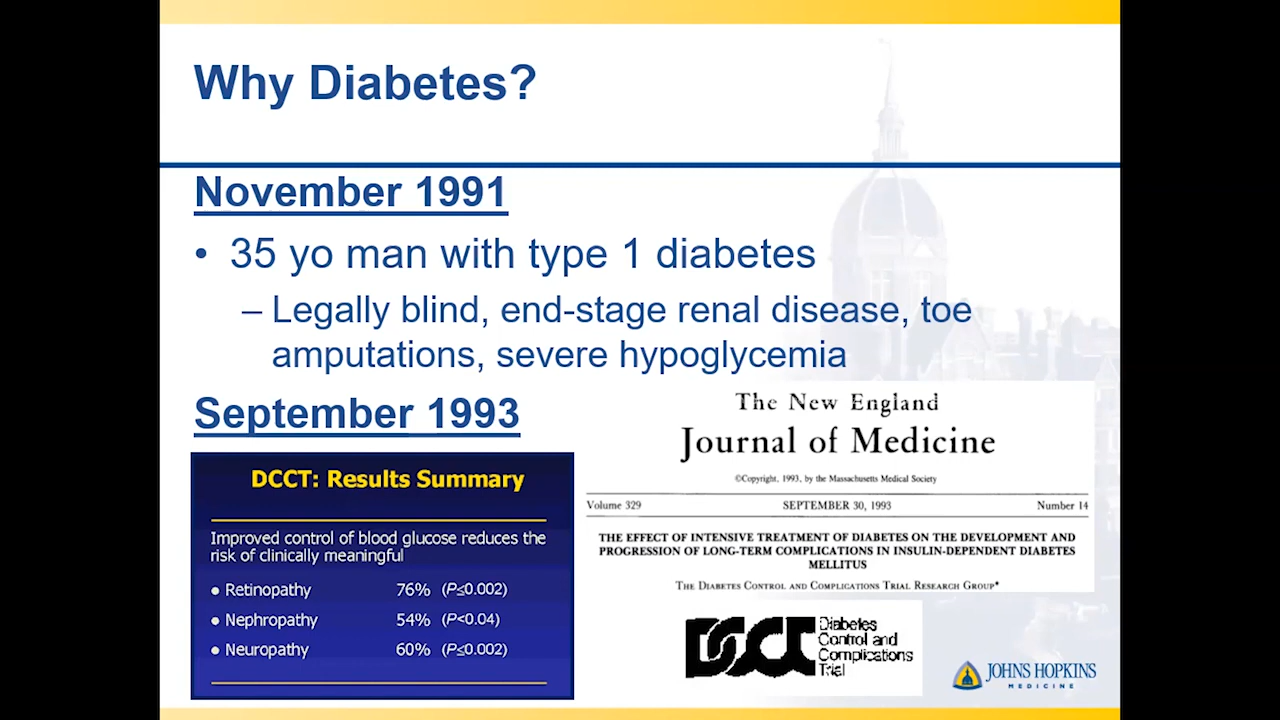 Why Diabetes?
November 1991
• 35 yo man with type 1 diabetes
– Legally blind, end-stage renal disease, toe
amputations, severe hypoglycemia
September 1993
DCCT: Results Summary
Improved control of blood glucose reduces the
risk of clinically meaningful
• Retinopathy 76% (P≤0.002)
• Nephropathy 54% (P<0.04)
• Neuropathy 60% (P≤0.002)
The New England
Journal of Medicine
©Copyright, 1993, by the Massachusetts Medical Society
Volume 329 SEPTEMBER 30, 1993 Number 14
THE EFFECT OF INTENSIVE TREATMENT OF DIABETES ON THE DEVELOPMENT AND
PROGRESSION OF LONG-TERM COMPLICATIONS IN INSULIN-DEPENDENT DIABETES
MELLITUS
THE DIABETES CONTROL AND COMPLICATIONS TRIAL RESEARCH GROUP*
DCCT
Diabetes
Control and
Complications
Trial
JOHNS HOPKINS
MEDICINE